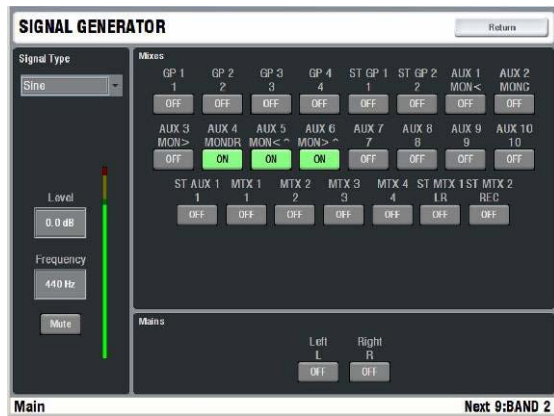 SIGNAL GENERATOR
Return
Signal Type
Sine
Level
0.0 dB
Frequency
440 Hz
Mute
Mixes
GP 1 GP 2 GP 3 GP 4 ST GP 1 ST GP 2 AUX 1 AUX 2
1 2 3 4 1 2 MON< MONC
OFF OFF OFF OFF OFF OFF OFF OFF
AUX 3 AUX 4 AUX 5 AUX 6 AUX 7 AUX 8 AUX 9 AUX 10
MON> MONDR MON<^ MON>^ 7 8 9 10
OFF ON ON ON OFF OFF OFF OFF
ST AUX 1 MTX 1 MTX 2 MTX 3 MTX 4 ST MTX 1 ST MTX 2
1 1 2 3 4 LR REC
OFF OFF OFF OFF OFF OFF OFF
Mains
Left Right
L R
OFF OFF
Main
Next 9:BAND 2